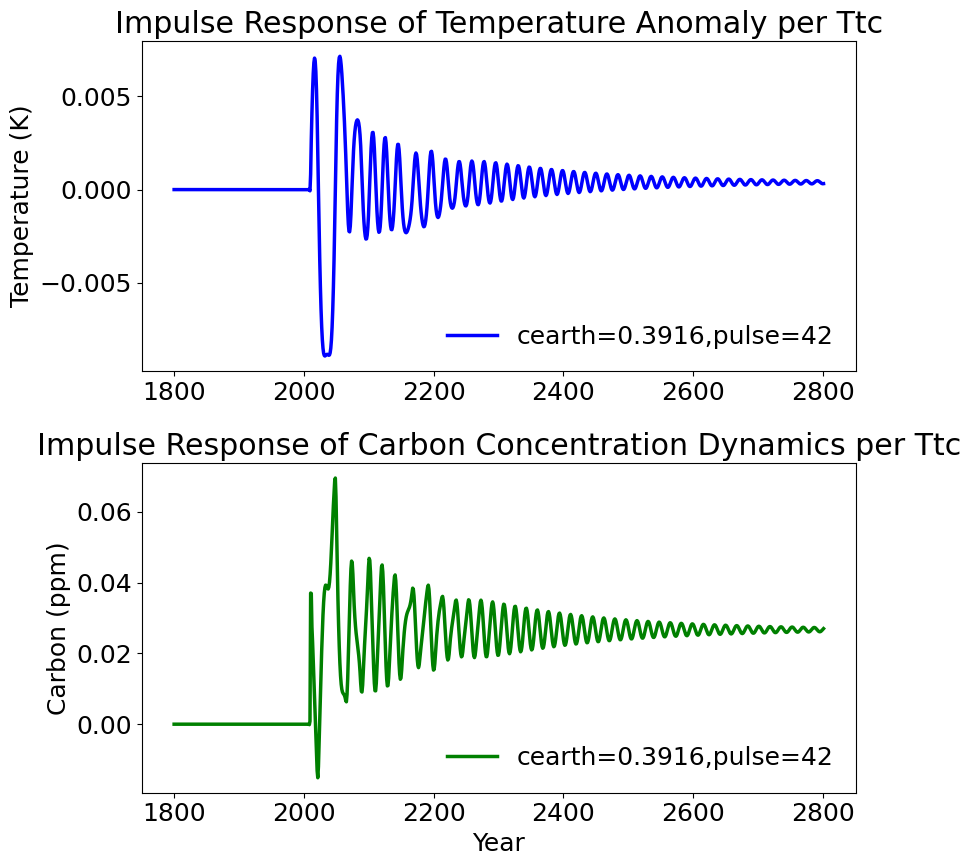 Impulse Response of Temperature Anomaly per Ttc
Temperature (K)
0.005
0.000
−0.005
cearth=0.3916,pulse=42
1800 2000 2200 2400 2600 2800
Impulse Response of Carbon Concentration Dynamics per Ttc
Carbon (ppm)
0.06
0.04
0.02
0.00
cearth=0.3916,pulse=42
1800 2000 2200 2400 2600 2800
Year